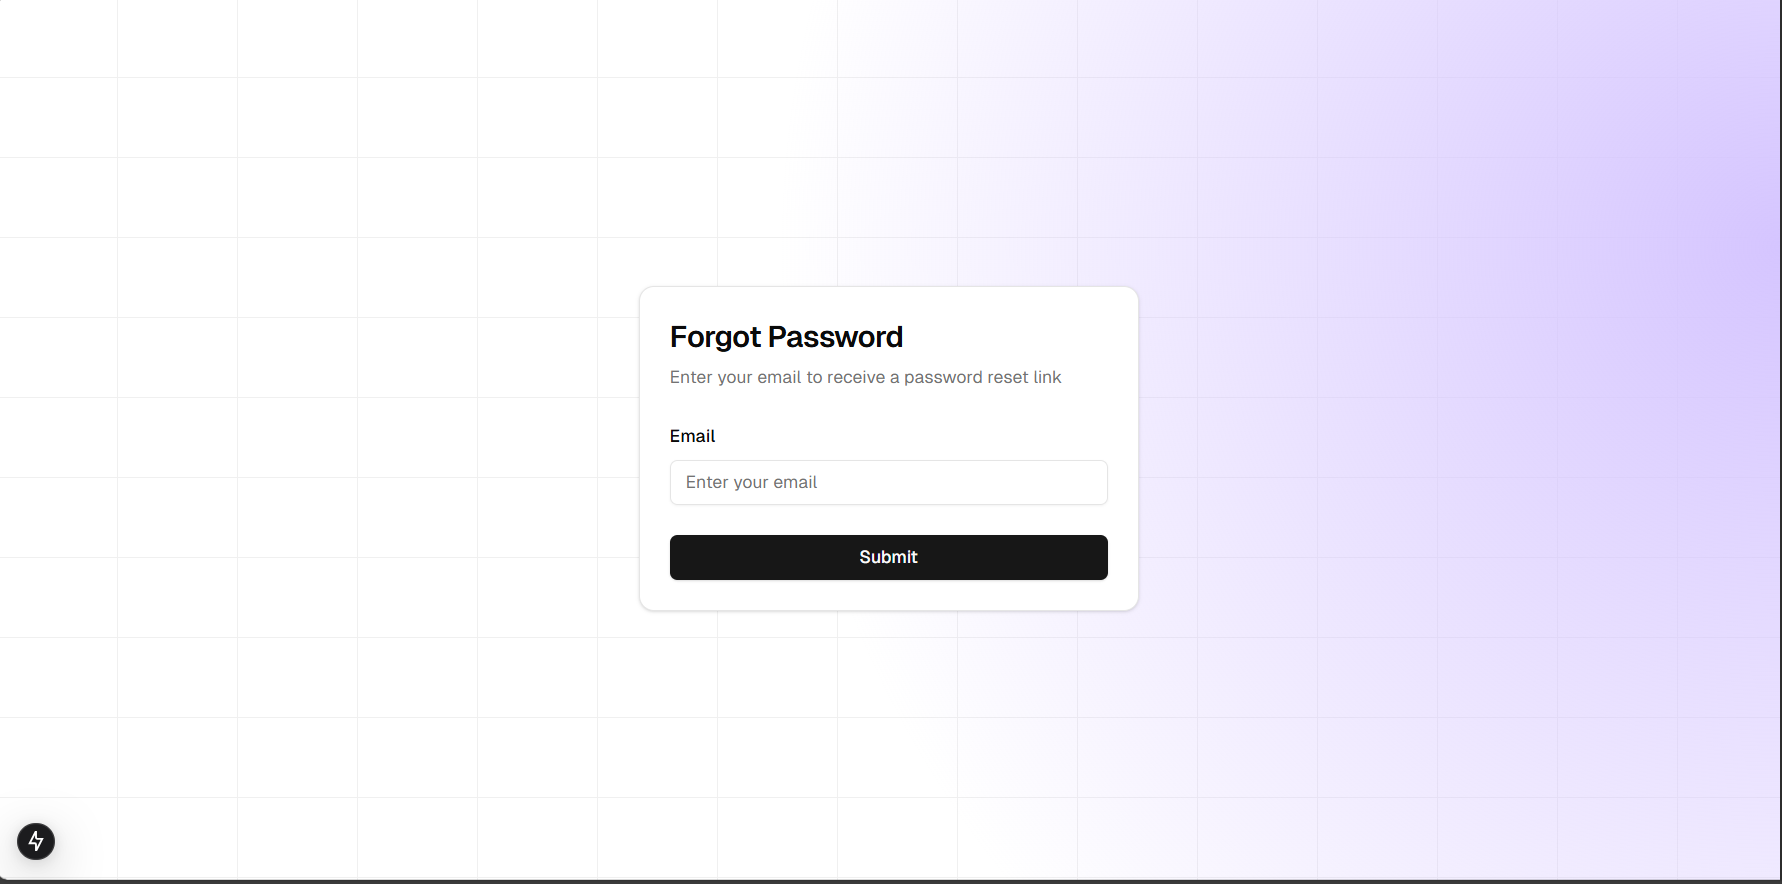 Forgot Password
Enter your email to receive a password reset link
Email
Enter your email
Submit